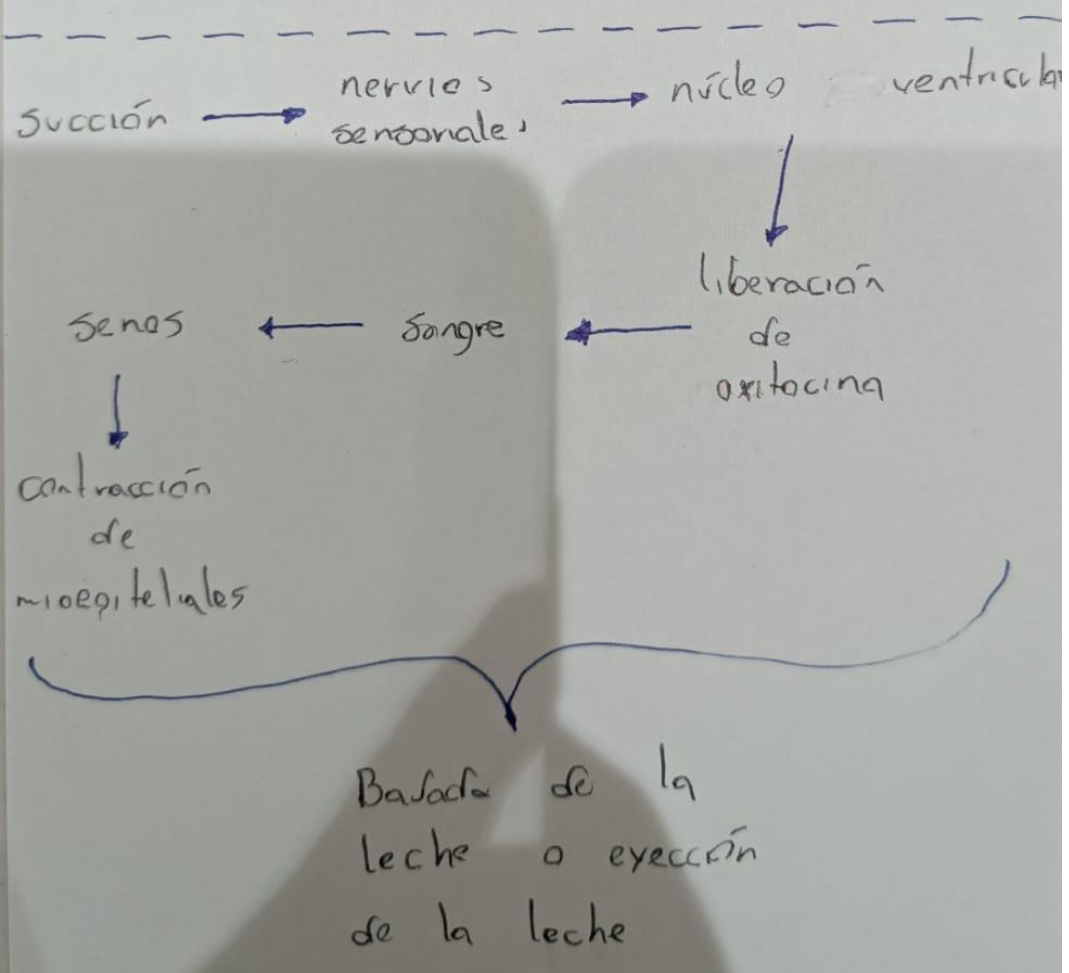 succión → nervios → núcleo ventricular
sensoriales
liberación
de
oxitocina
← sangre ← senos
contracción
de
mioepiteliales
Bajada de la
leche o eyección
de la leche